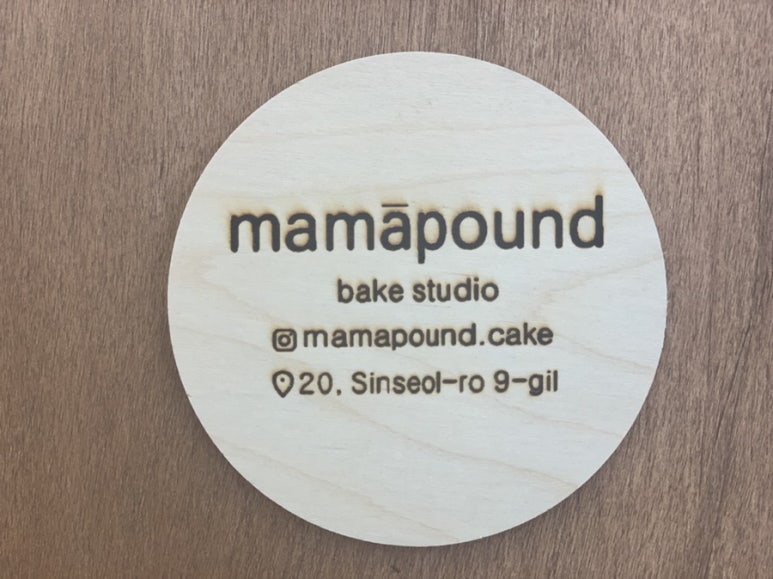 mamāpound
bake studio
mamapound.cake
20, Sinseol-ro 9-gil